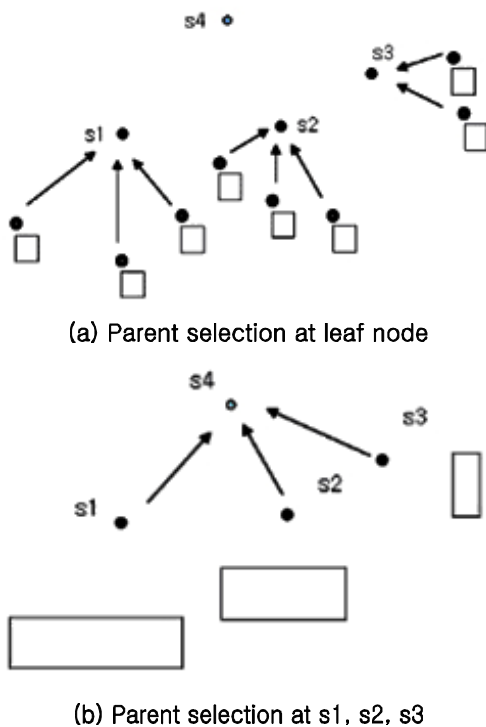 s4
s3
s1
s2
(a) Parent selection at leaf node
s4
s3
s2
s1
(b) Parent selection at s1, s2, s3